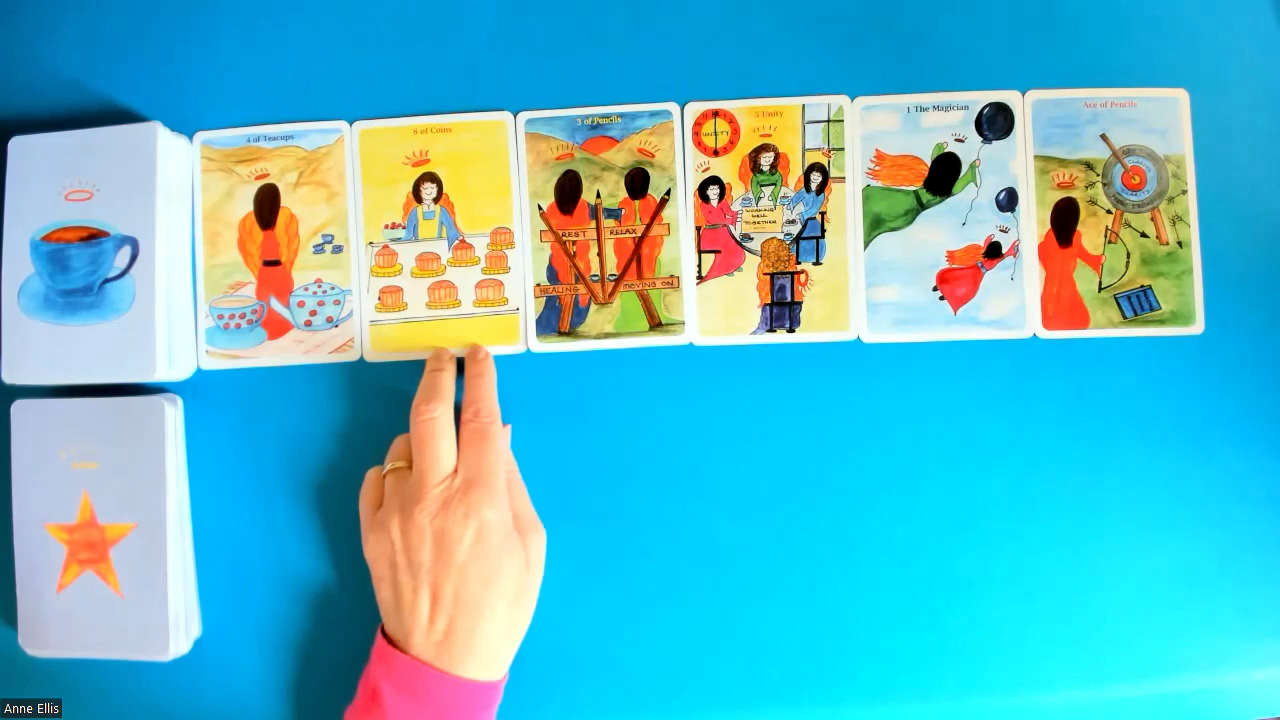 4 of Teacups
8 of Coins
3 of Pencils
REST
RELAX
HEALING
MOVING ON
5 Unity
UNITY
WORKING
WELL
TOGETHER
1 The Magician
Ace of Pencils
Anne Ellis